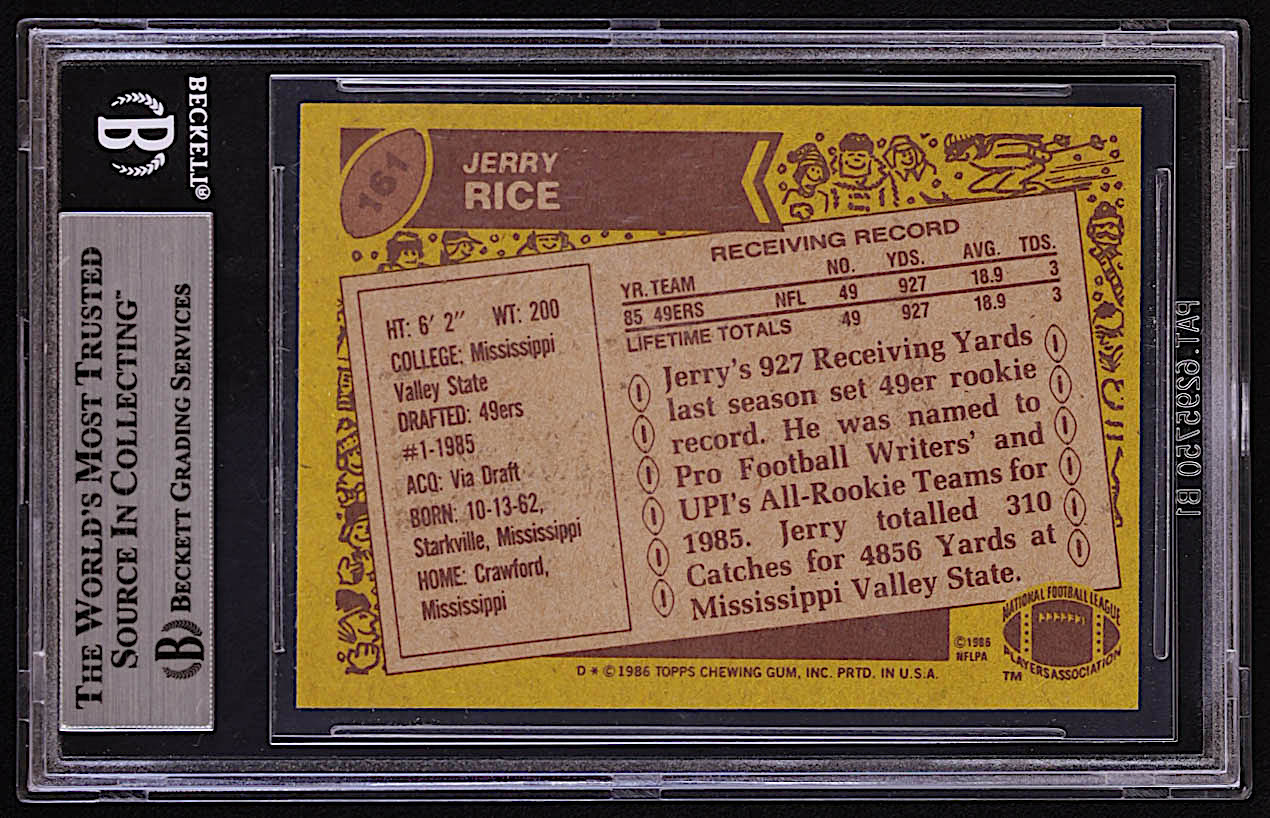 BECKETT®
B
THE WORLD'S MOST TRUSTED
SOURCE IN COLLECTING™
B BECKETT GRADING SERVICES
161
JERRY
RICE
HT: 6' 2" WT: 200
COLLEGE: Mississippi
Valley State
DRAFTED: 49ers
#1-1985
ACQ: Via Draft
BORN: 10-13-62,
Starkville, Mississippi
HOME: Crawford,
Mississippi
RECEIVING RECORD
YR. TEAM NO. YDS. AVG. TDS.
85 49ERS NFL 49 927 18.9 3
LIFETIME TOTALS 49 927 18.9 3
Jerry's 927 Receiving Yards
last season set 49er rookie
record. He was named to
Pro Football Writers' and
UPI's All-Rookie Teams for
1985. Jerry totalled 310
Catches for 4856 Yards at
Mississippi Valley State.
©1986
NFLPA
NATIONAL FOOTBALL LEAGUE
PLAYERS ASSOCIATION
TM
D * © 1986 TOPPS CHEWING GUM, INC. PRTD. IN U.S.A.
PAT. 6295750 B1